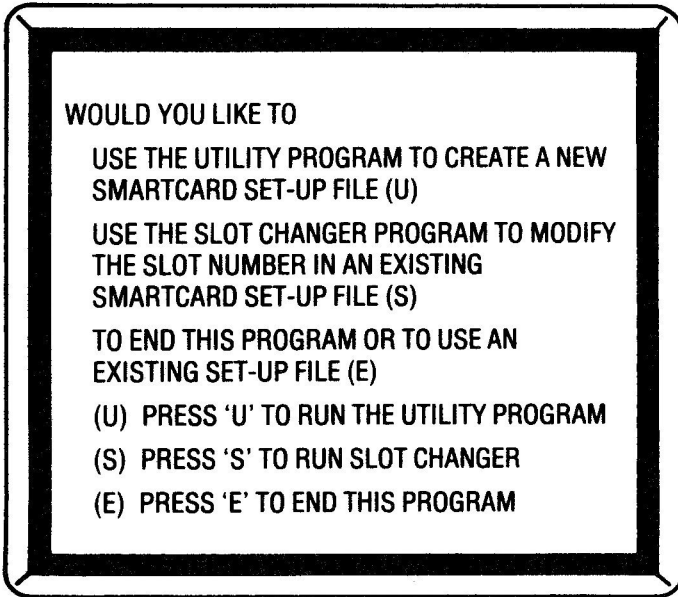 WOULD YOU LIKE TO
USE THE UTILITY PROGRAM TO CREATE A NEW
SMARTCARD SET-UP FILE (U)
USE THE SLOT CHANGER PROGRAM TO MODIFY
THE SLOT NUMBER IN AN EXISTING
SMARTCARD SET-UP FILE (S)
TO END THIS PROGRAM OR TO USE AN
EXISTING SET-UP FILE (E)
(U) PRESS ‘U’ TO RUN THE UTILITY PROGRAM
(S) PRESS ‘S’ TO RUN SLOT CHANGER
(E) PRESS ‘E’ TO END THIS PROGRAM